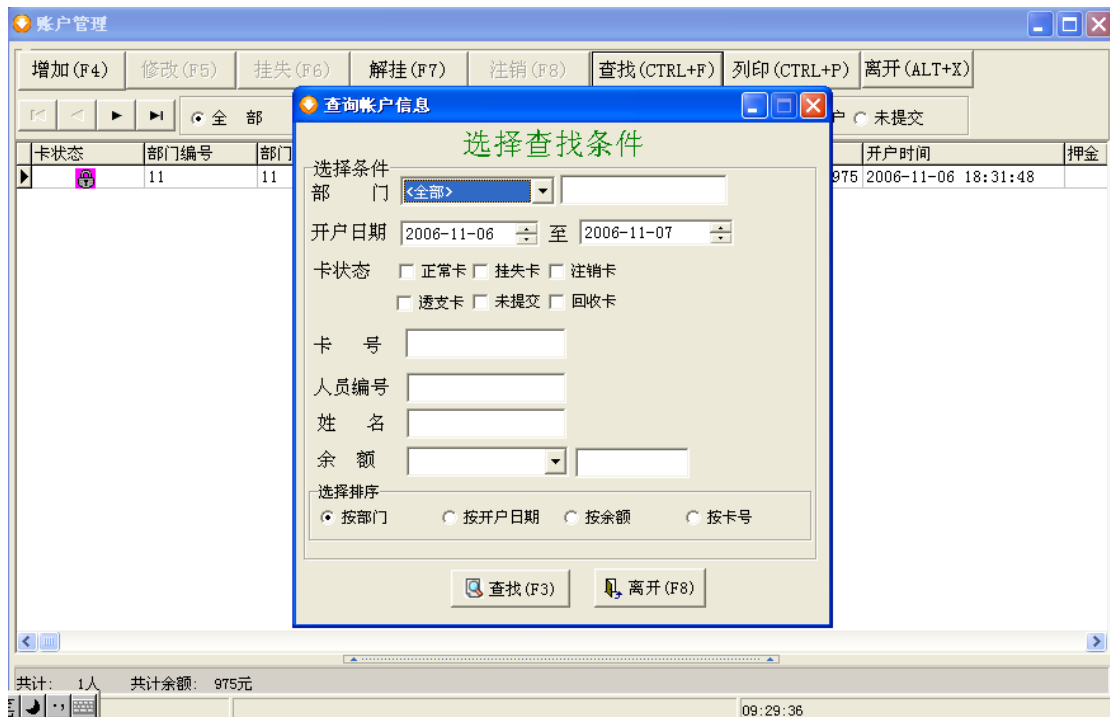 账户管理
增加(F4) 修改(F5) 挂失(F6) 解挂(F7) 注销(F8) 查找(CTRL+F) 列印(CTRL+P) 离开(ALT+X)
全 部 户 未提交
卡状态 部门编号 部门 开户时间 押金
11 11 975 2006-11-06 18:31:48
查询帐户信息
选择查找条件
选择条件
部 门 <全部>
开户日期 2006-11-06 至 2006-11-07
卡状态 正常卡 挂失卡 注销卡
透支卡 未提交 回收卡
卡 号
人员编号
姓 名
余 额
选择排序
按部门 按开户日期 按余额 按卡号
查找(F3) 离开(F8)
共计: 1人 共计余额: 975元
09:29:36